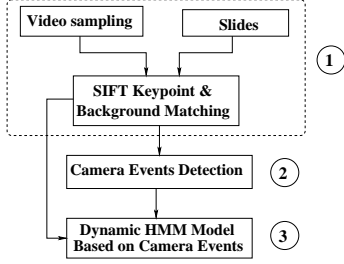 Video sampling
Slides
1
SIFT Keypoint &
Background Matching
Camera Events Detection
2
Dynamic HMM Model
Based on Camera Events
3